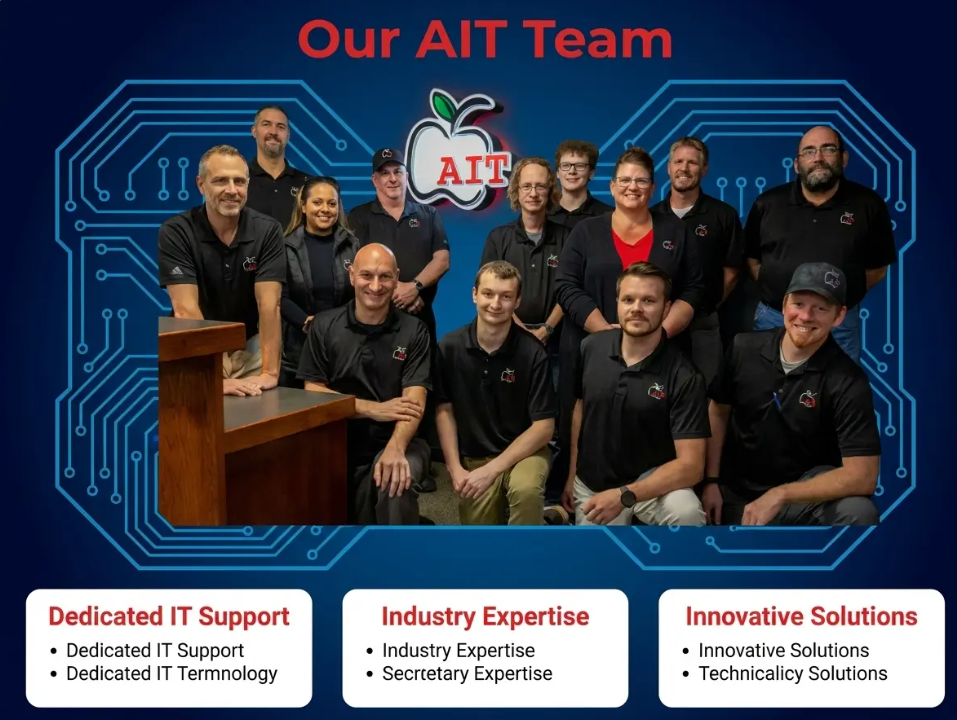 Our AIT Team
AIT
Dedicated IT Support
• Dedicated IT Support
• Dedicated IT Termnology
Industry Expertise
• Industry Expertise
• Secrtetary Expertise
Innovative Solutions
• Innovative Solutions
• Technicalicy Solutions